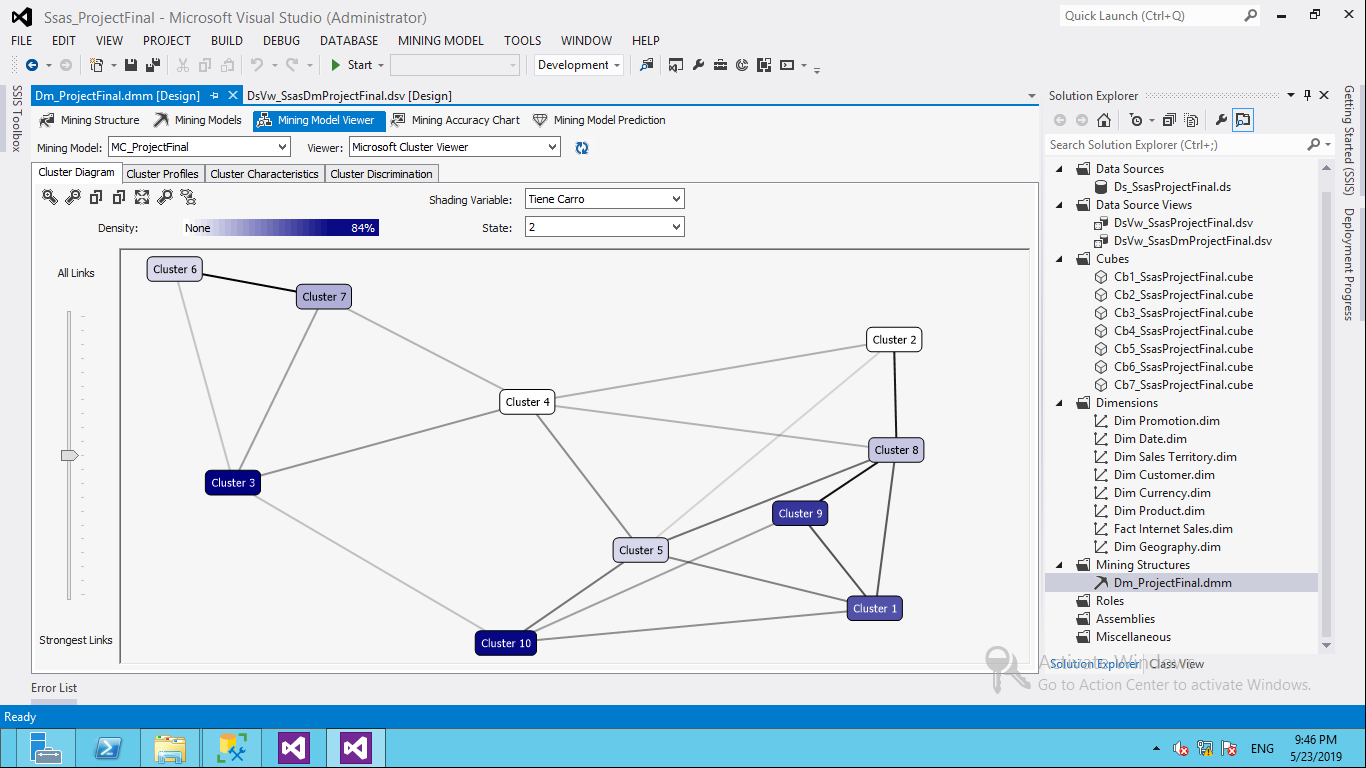 Ssas_ProjectFinal - Microsoft Visual Studio (Administrator)
Quick Launch (Ctrl+Q)
FILE EDIT VIEW PROJECT BUILD DEBUG DATABASE MINING MODEL TOOLS WINDOW HELP
Start Development
SSIS Toolbox
Dm_ProjectFinal.dmm [Design] DsVw_SsasDmProjectFinal.dsv [Design]
Mining Structure Mining Models Mining Model Viewer Mining Accuracy Chart Mining Model Prediction
Mining Model: MC_ProjectFinal Viewer: Microsoft Cluster Viewer
Cluster Diagram Cluster Profiles Cluster Characteristics Cluster Discrimination
Shading Variable: Tiene Carro
Density: None 84% State: 2
All Links
Strongest Links
Cluster 6
Cluster 7
Cluster 2
Cluster 4
Cluster 8
Cluster 3
Cluster 9
Cluster 5
Cluster 1
Cluster 10
Solution Explorer
Search Solution Explorer (Ctrl+;)
Data Sources
Ds_SsasProjectFinal.ds
Data Source Views
DsVw_SsasProjectFinal.dsv
DsVw_SsasDmProjectFinal.dsv
Cubes
Cb1_SsasProjectFinal.cube
Cb2_SsasProjectFinal.cube
Cb3_SsasProjectFinal.cube
Cb4_SsasProjectFinal.cube
Cb5_SsasProjectFinal.cube
Cb6_SsasProjectFinal.cube
Cb7_SsasProjectFinal.cube
Dimensions
Dim Promotion.dim
Dim Date.dim
Dim Sales Territory.dim
Dim Customer.dim
Dim Currency.dim
Dim Product.dim
Fact Internet Sales.dim
Dim Geography.dim
Mining Structures
Dm_ProjectFinal.dmm
Roles
Assemblies
Miscellaneous
Solution Explorer Class View
Getting Started (SSIS)
Deployment Progress
Activate Windows
Go to Action Center to activate Windows.
Error List
Ready
ENG
9:46 PM
5/23/2019